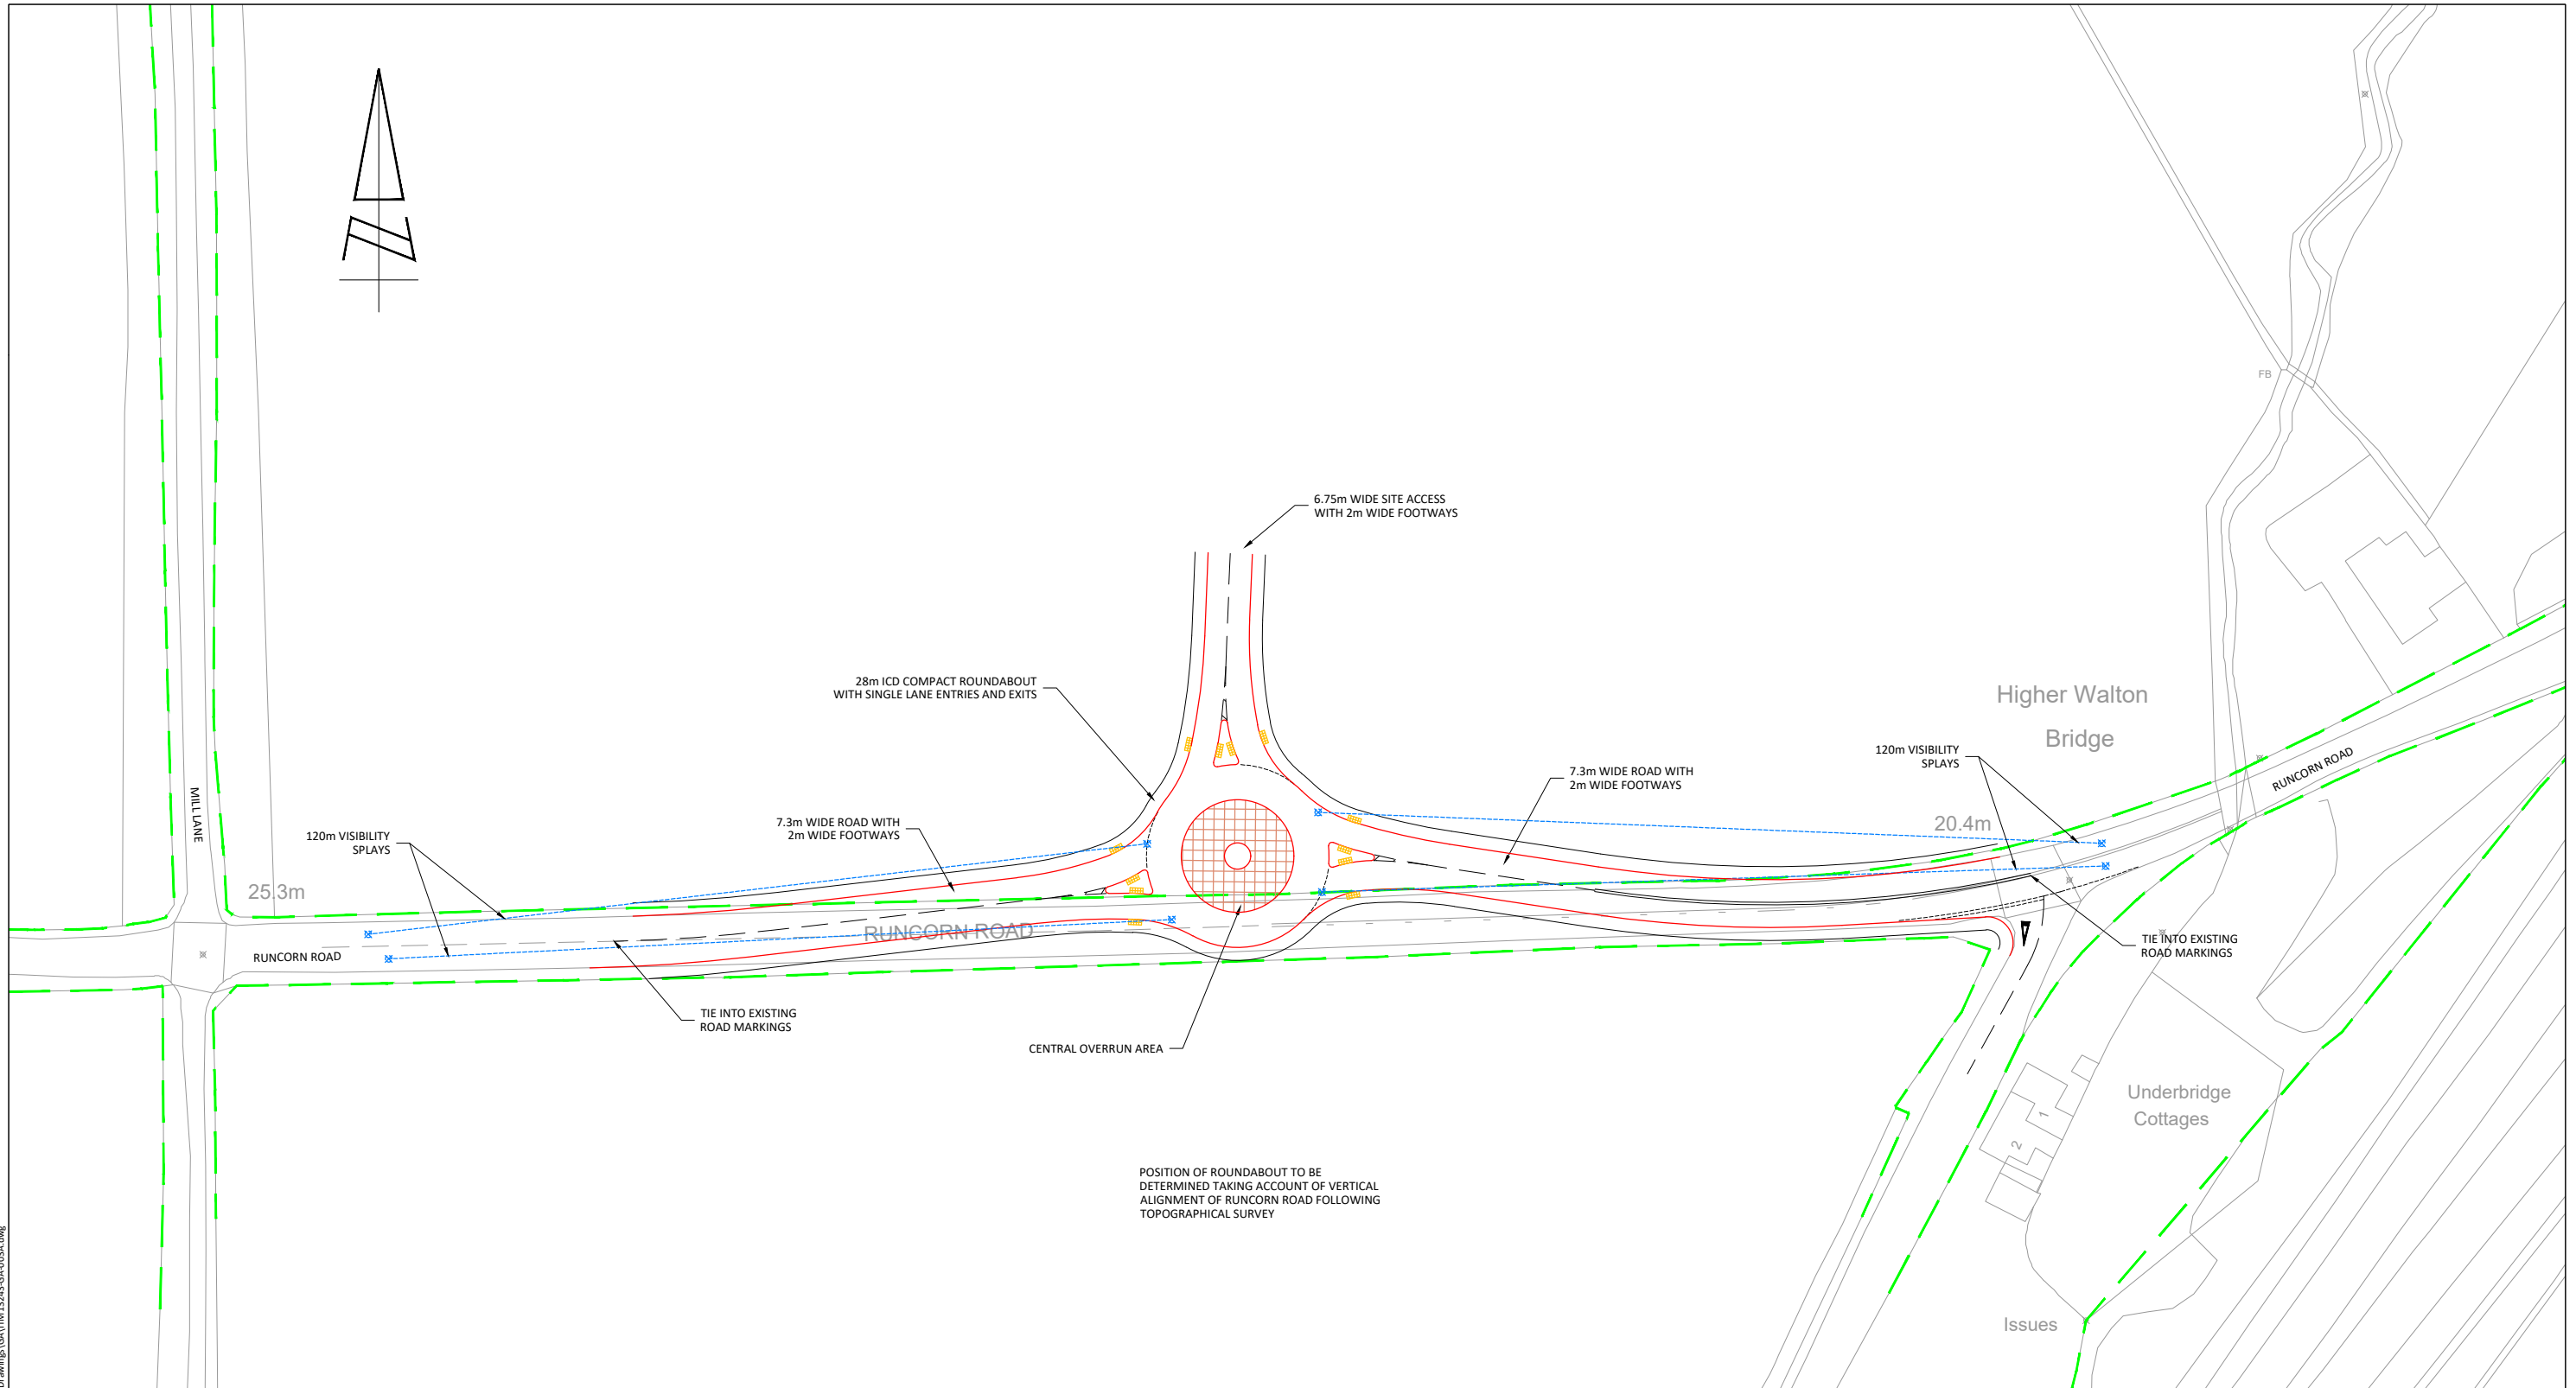 6.75m WIDE SITE ACCESS
WITH 2m WIDE FOOTWAYS
FB
28m ICD COMPACT ROUNDABOUT
WITH SINGLE LANE ENTRIES AND EXITS
Higher Walton
Bridge
120m VISIBILITY
SPLAYS
RUNCORN ROAD
7.3m WIDE ROAD WITH
2m WIDE FOOTWAYS
20.4m
MILL LANE
7.3m WIDE ROAD WITH
2m WIDE FOOTWAYS
120m VISIBILITY
SPLAYS
25.3m
RUNCORN ROAD
RUNCORN ROAD
TIE INTO EXISTING
ROAD MARKINGS
TIE INTO EXISTING
ROAD MARKINGS
CENTRAL OVERRUN AREA
Underbridge
Cottages
1
2
POSITION OF ROUNDABOUT TO BE
DETERMINED TAKING ACCOUNT OF VERTICAL
ALIGNMENT OF RUNCORN ROAD FOLLOWING
TOPOGRAPHICAL SURVEY
Issues
N